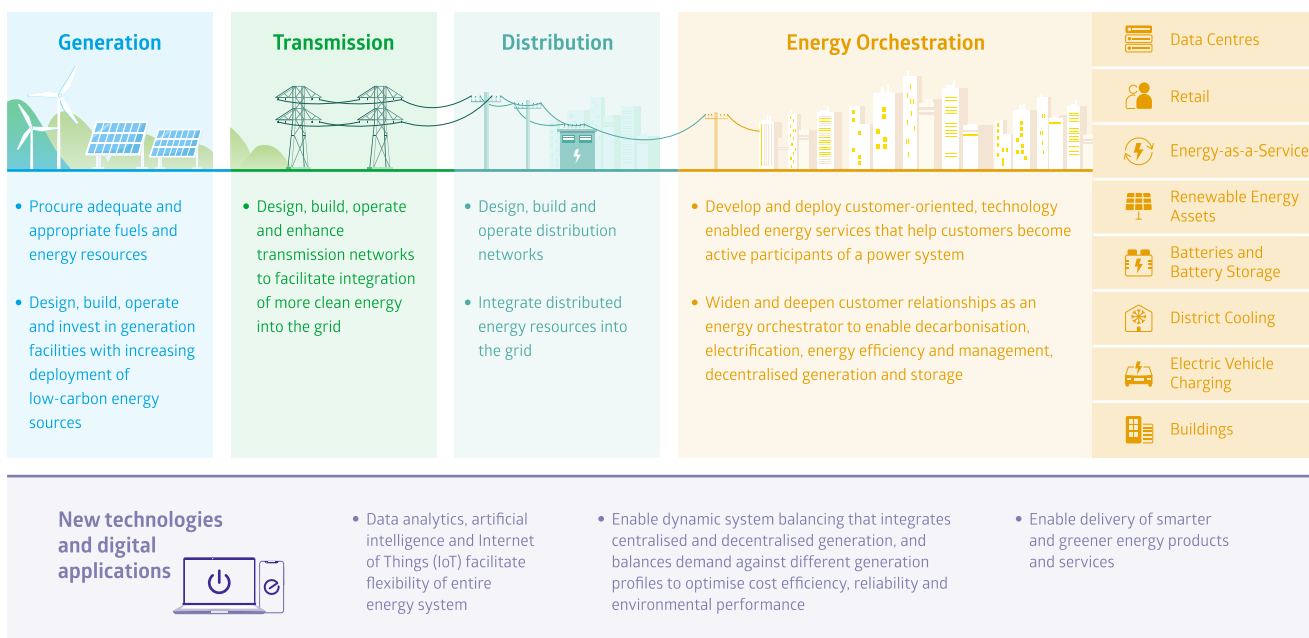 Generation
Procure adequate and
appropriate fuels and
energy resources
Design, build, operate
and invest in generation
facilities with increasing
deployment of
low-carbon energy
sources
Transmission
Design, build, operate
and enhance
transmission networks
to facilitate integration
of more clean energy
into the grid
Distribution
Design, build and
operate distribution
networks
Integrate distributed
energy resources into
the grid
Energy Orchestration
Develop and deploy customer-oriented, technology
enabled energy services that help customers become
active participants of a power system
Widen and deepen customer relationships as an
energy orchestrator to enable decarbonisation,
electrification, energy efficiency and management,
decentralised generation and storage
Data Centres
Retail
Energy-as-a-Service
Renewable Energy
Assets
Batteries and
Battery Storage
District Cooling
Electric Vehicle
Charging
Buildings
New technologies
and digital
applications
Data analytics, artificial
intelligence and Internet
of Things (IoT) facilitate
flexibility of entire
energy system
Enable dynamic system balancing that integrates
centralised and decentralised generation, and
balances demand against different generation
profiles to optimise cost efficiency, reliability and
environmental performance
Enable delivery of smarter
and greener energy products
and services